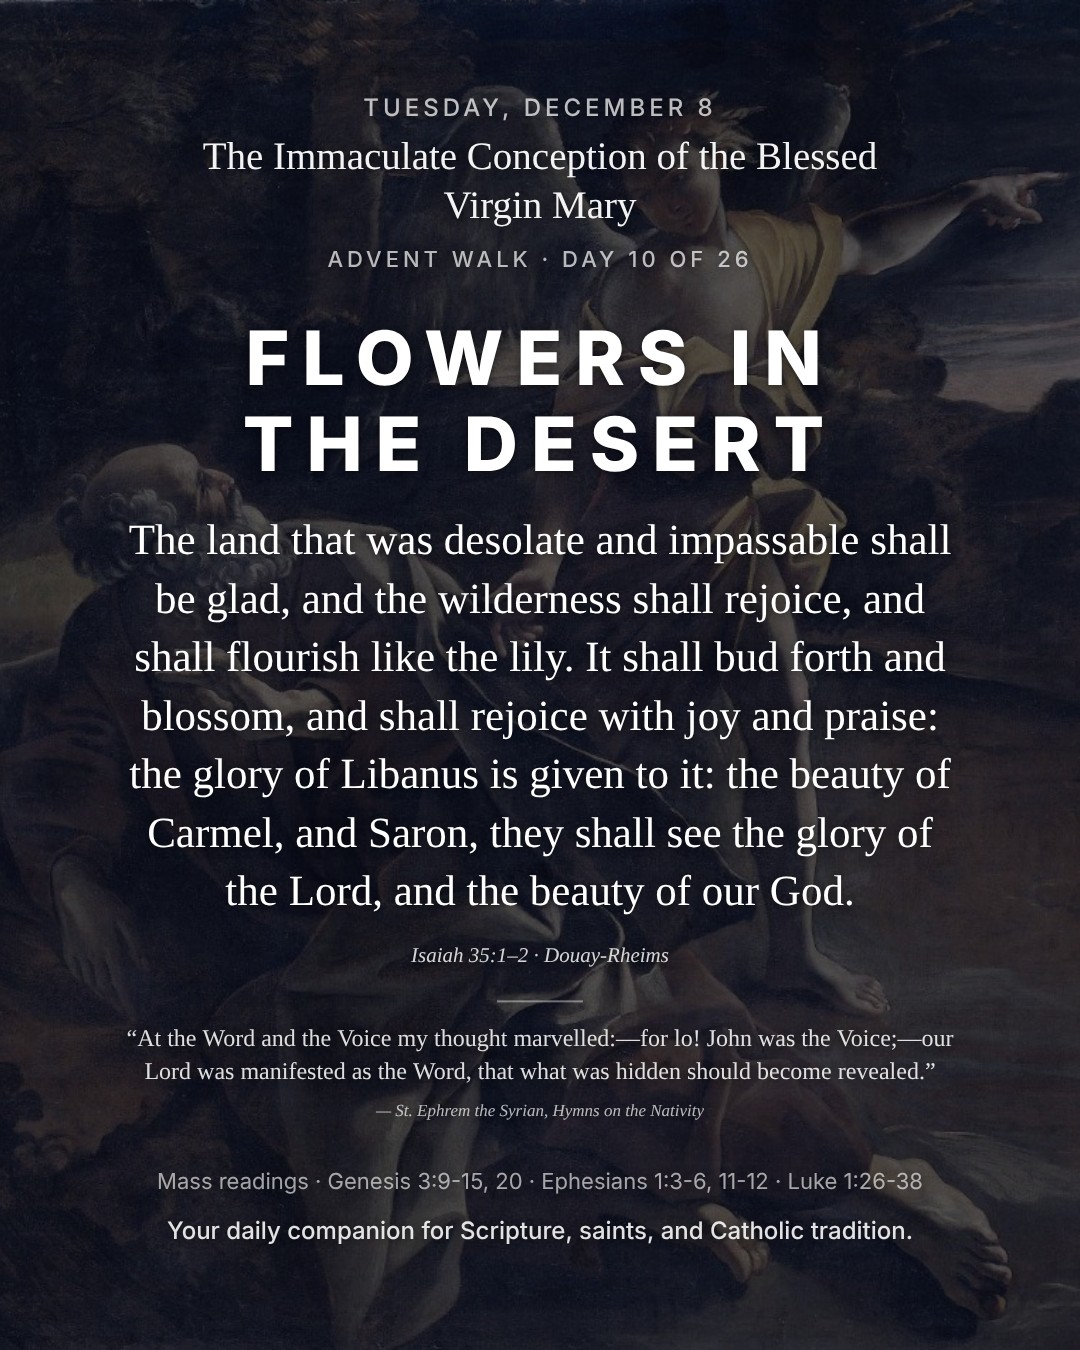 TUESDAY, DECEMBER 8
The Immaculate Conception of the Blessed
Virgin Mary
ADVENT WALK · DAY 10 OF 26
FLOWERS IN
THE DESERT
The land that was desolate and impassable shall
be glad, and the wilderness shall rejoice, and
shall flourish like the lily. It shall bud forth and
blossom, and shall rejoice with joy and praise:
the glory of Libanus is given to it: the beauty of
Carmel, and Saron, they shall see the glory of
the Lord, and the beauty of our God.
Isaiah 35:1–2 · Douay-Rheims
“At the Word and the Voice my thought marvelled:—for lo! John was the Voice;—our
Lord was manifested as the Word, that what was hidden should become revealed.”
— St. Ephrem the Syrian, Hymns on the Nativity
Mass readings · Genesis 3:9-15, 20 · Ephesians 1:3-6, 11-12 · Luke 1:26-38
Your daily companion for Scripture, saints, and Catholic tradition.